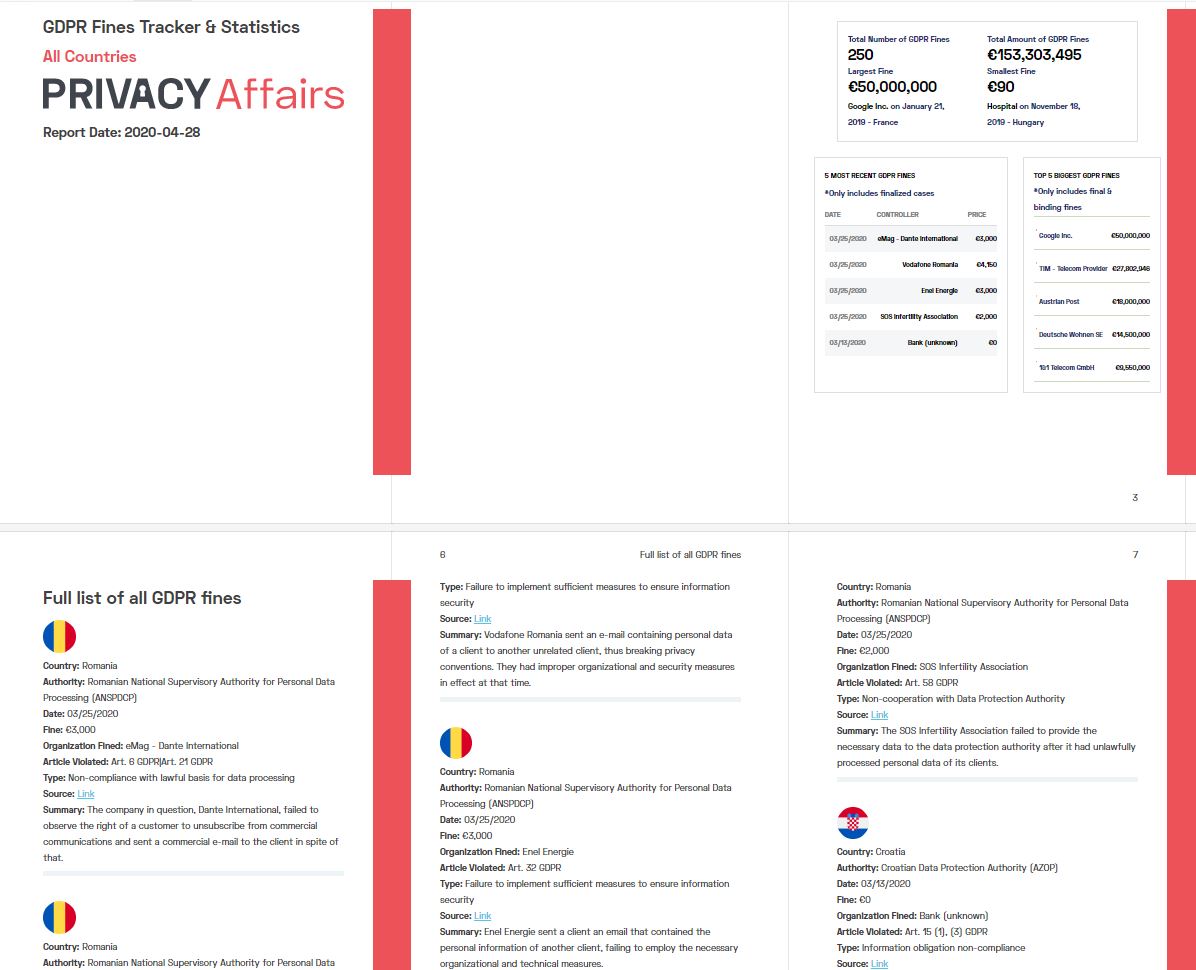 GDPR Fines Tracker & Statistics
All Countries
PRIVACY Affairs
Report Date: 2020-04-28
Total Number of GDPR Fines
250
Largest Fine
€50,000,000
Google Inc. on January 21,
2019 - France
Total Amount of GDPR Fines
€153,303,495
Smallest Fine
€90
Hospital on November 18,
2019 - Hungary
5 MOST RECENT GDPR FINES
*Only includes finalized cases
DATE CONTROLLER PRICE
03/25/2020 eMag - Dante International €3,000
03/25/2020 Vodafone Romania €4,150
03/25/2020 Enel Energie €3,000
03/25/2020 SOS Infertility Association €2,000
03/13/2020 Bank (unknown) €0
TOP 5 BIGGEST GDPR FINES
*Only includes final &
binding fines
Google Inc. €50,000,000
TIM - Telecom Provider €27,802,946
Austrian Post €18,000,000
Deutsche Wohnen SE €14,500,000
1&1 Telecom GmbH €9,550,000
3
Full list of all GDPR fines
Country: Romania
Authority: Romanian National Supervisory Authority for Personal Data
Processing (ANSPDCP)
Date: 03/25/2020
Fine: €3,000
Organization Fined: eMag - Dante International
Article Violated: Art. 6 GDPR|Art. 21 GDPR
Type: Non-compliance with lawful basis for data processing
Source: Link
Summary: The company in question, Dante International, failed to
observe the right of a customer to unsubscribe from commercial
communications and sent a commercial e-mail to the client in spite of
that.
Country: Romania
Authority: Romanian National Supervisory Authority for Personal Data
6 Full list of all GDPR fines
Type: Failure to implement sufficient measures to ensure information
security
Source: Link
Summary: Vodafone Romania sent an e-mail containing personal data
of a client to another unrelated client, thus breaking privacy
conventions. They had improper organizational and security measures
in effect at that time.
Country: Romania
Authority: Romanian National Supervisory Authority for Personal Data
Processing (ANSPDCP)
Date: 03/25/2020
Fine: €3,000
Organization Fined: Enel Energie
Article Violated: Art. 32 GDPR
Type: Failure to implement sufficient measures to ensure information
security
Source: Link
Summary: Enel Energie sent a client an email that contained the
personal information of another client, failing to employ the necessary
organizational and technical measures.
7
Country: Romania
Authority: Romanian National Supervisory Authority for Personal Data
Processing (ANSPDCP)
Date: 03/25/2020
Fine: €2,000
Organization Fined: SOS Infertility Association
Article Violated: Art. 58 GDPR
Type: Non-cooperation with Data Protection Authority
Source: Link
Summary: The SOS Infertility Association failed to provide the
necessary data to the data protection authority after it had unlawfully
processed personal data of its clients.
Country: Croatia
Authority: Croatian Data Protection Authority (AZOP)
Date: 03/13/2020
Fine: €0
Organization Fined: Bank (unknown)
Article Violated: Art. 15 (1), (3) GDPR
Type: Information obligation non-compliance
Source: Link